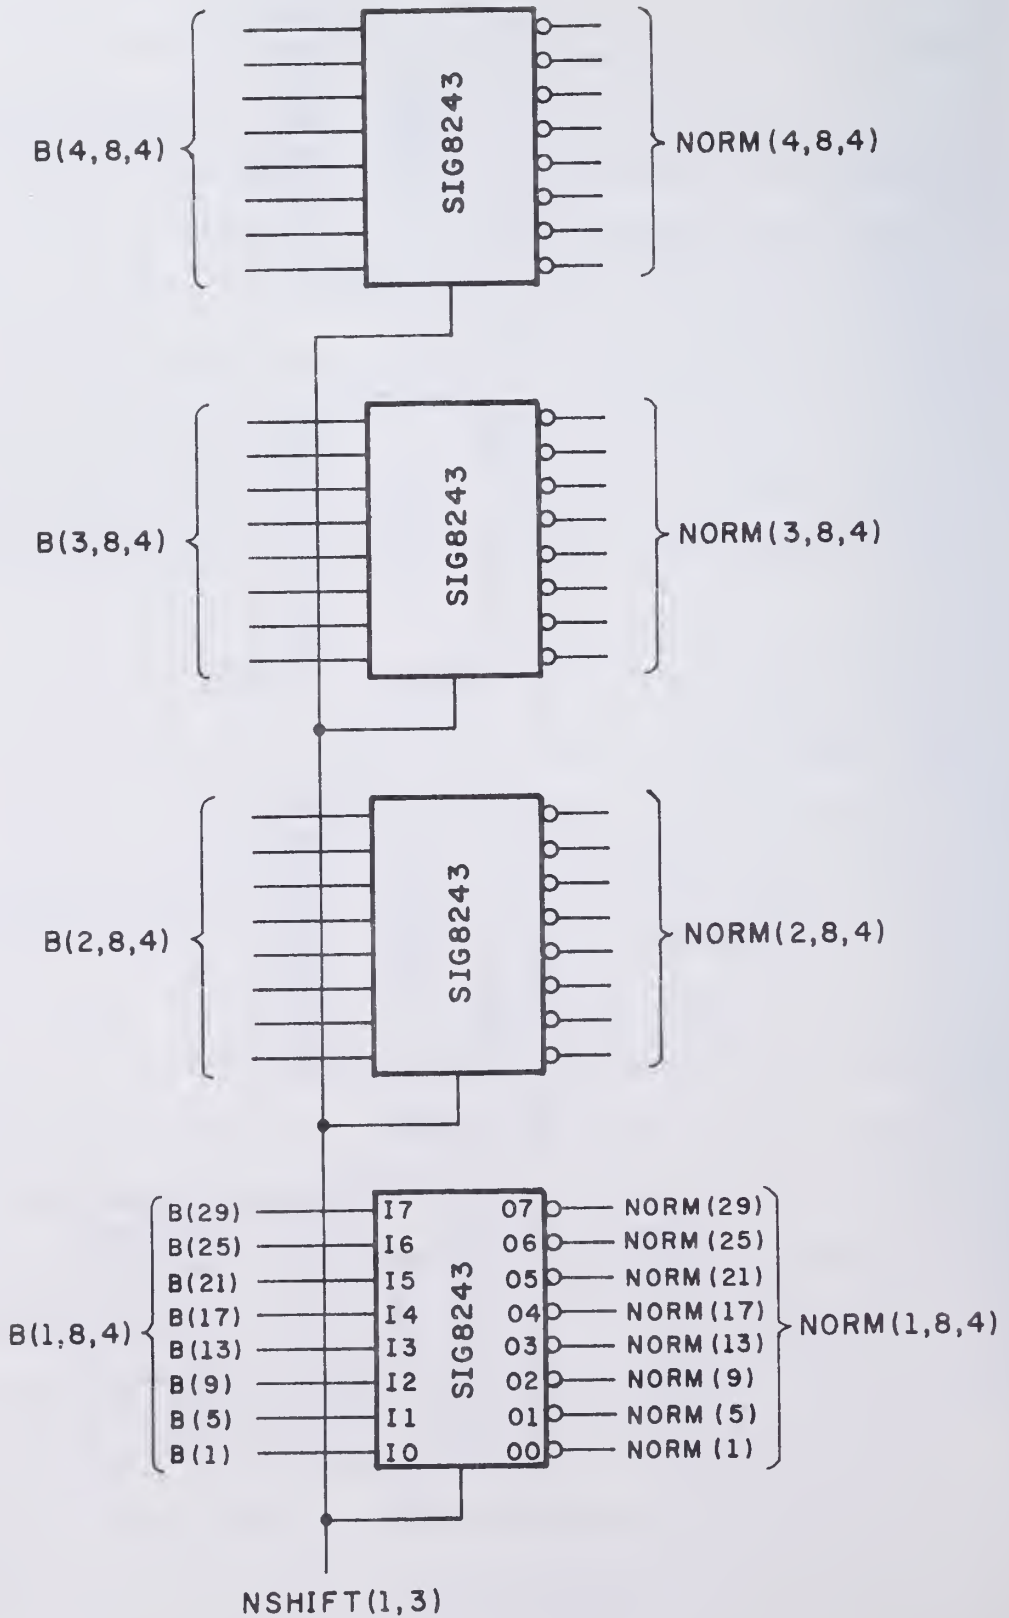 B(4,8,4)
SIG8243
NORM(4,8,4)
B(3,8,4)
SIG8243
NORM(3,8,4)
B(2,8,4)
SIG8243
NORM(2,8,4)
B(1,8,4)
B(29) I7 O7 NORM(29)
B(25) I6 O6 NORM(25)
B(21) I5 O5 NORM(21)
B(17) I4 O4 NORM(17)
B(13) I3 O3 NORM(13)
B(9) I2 O2 NORM(9)
B(5) I1 O1 NORM(5)
B(1) I0 O0 NORM(1)
SIG8243
NORM(1,8,4)
NSHIFT(1,3)